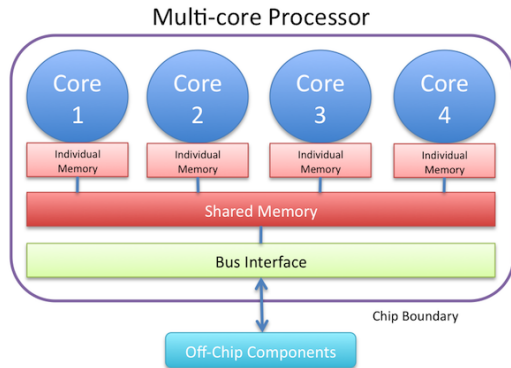 Multi-core Processor
Core
1
Core
2
Core
3
Core
4
Individual
Memory
Individual
Memory
Individual
Memory
Individual
Memory
Shared Memory
Bus Interface
Chip Boundary
Off-Chip Components